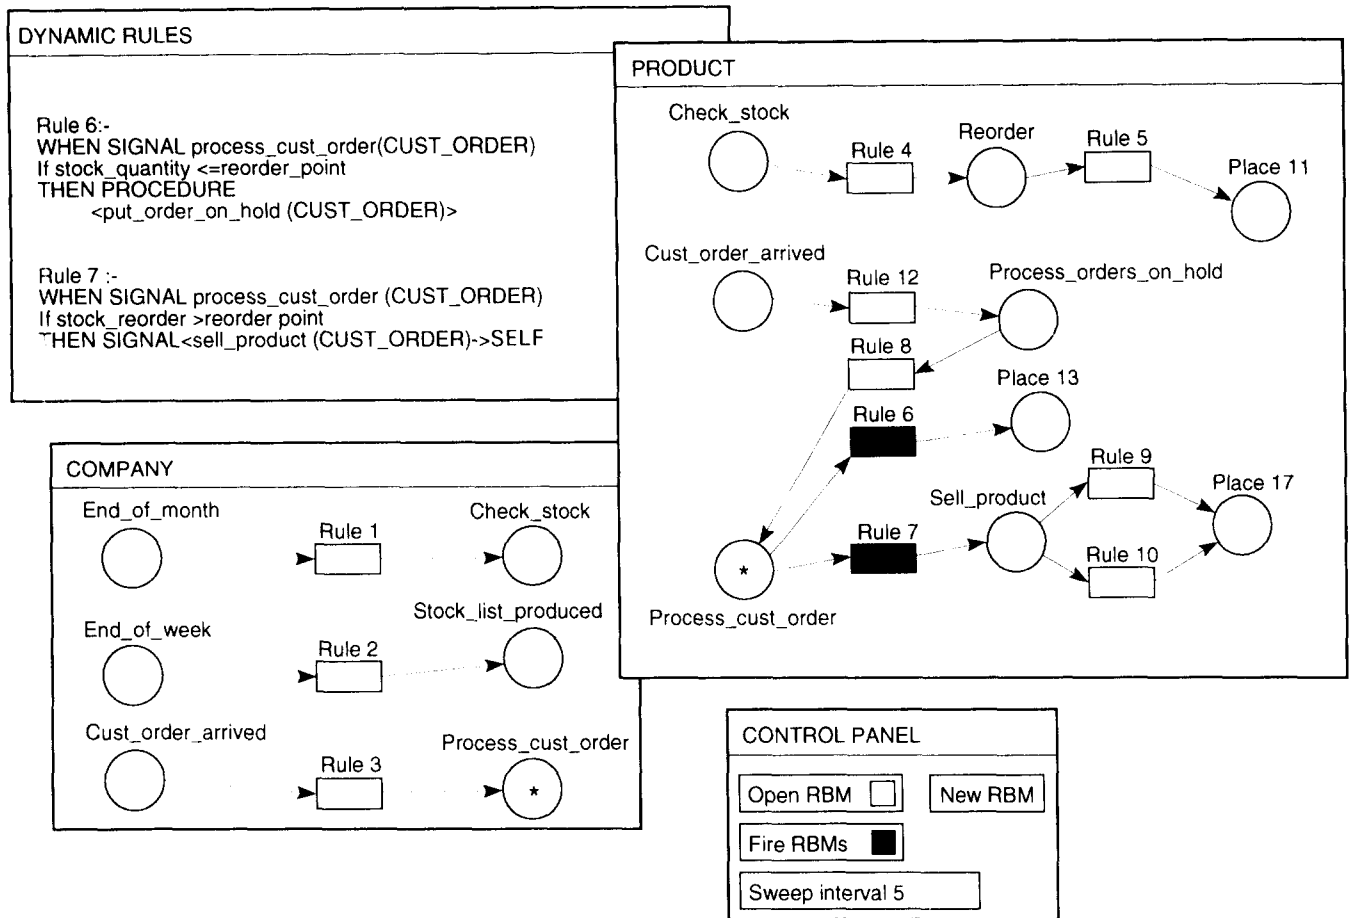 DYNAMIC RULES
Rule 6:-
WHEN SIGNAL process_cust_order(CUST_ORDER)
If stock_quantity <=reorder_point
THEN PROCEDURE
<put_order_on_hold (CUST_ORDER)>
Rule 7 :-
WHEN SIGNAL process_cust_order (CUST_ORDER)
If stock_reorder >reorder point
THEN SIGNAL<sell_product (CUST_ORDER)->SELF
PRODUCT
Check_stock
Rule 4
Reorder
Rule 5
Place 11
Cust_order_arrived
Rule 12
Process_orders_on_hold
Rule 8
Place 13
Rule 6
Rule 9
Sell_product
Place 17
Rule 7
Rule 10
*
Process_cust_order
COMPANY
End_of_month
Rule 1
Check_stock
End_of_week
Rule 2
Stock_list_produced
Cust_order_arrived
Rule 3
Process_cust_order
*
CONTROL PANEL
Open RBM
New RBM
Fire RBMs
Sweep interval 5